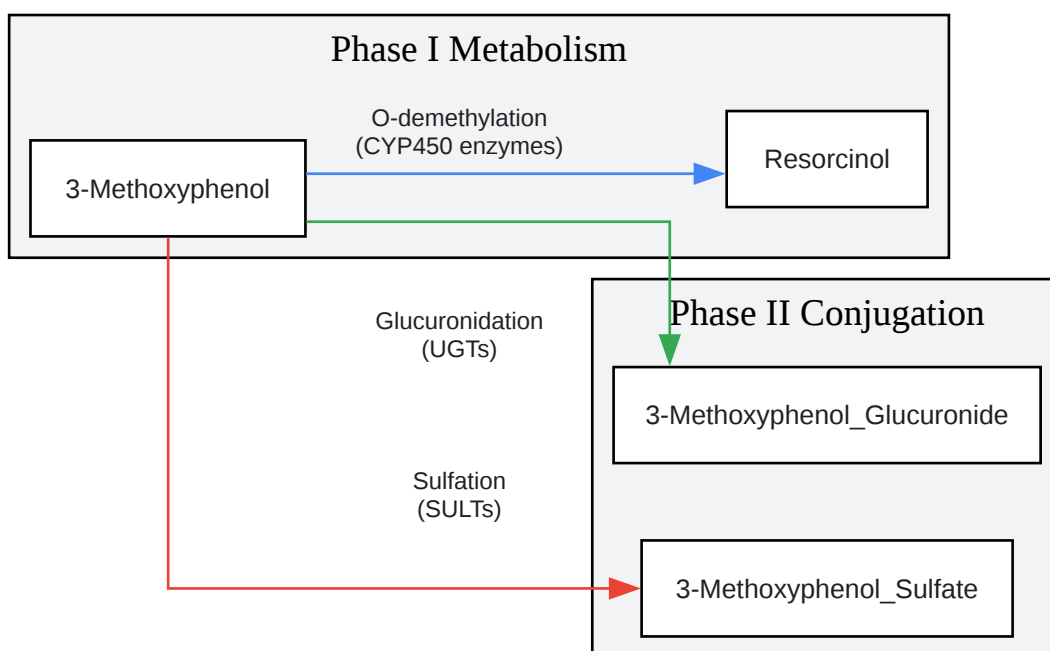 Phase I Metabolism
O-demethylation
(CYP450 enzymes)
3-Methoxyphenol
Resorcinol
Phase II Conjugation
Glucuronidation
(UGTs)
3-Methoxyphenol_Glucuronide
Sulfation
(SULTs)
3-Methoxyphenol_Sulfate